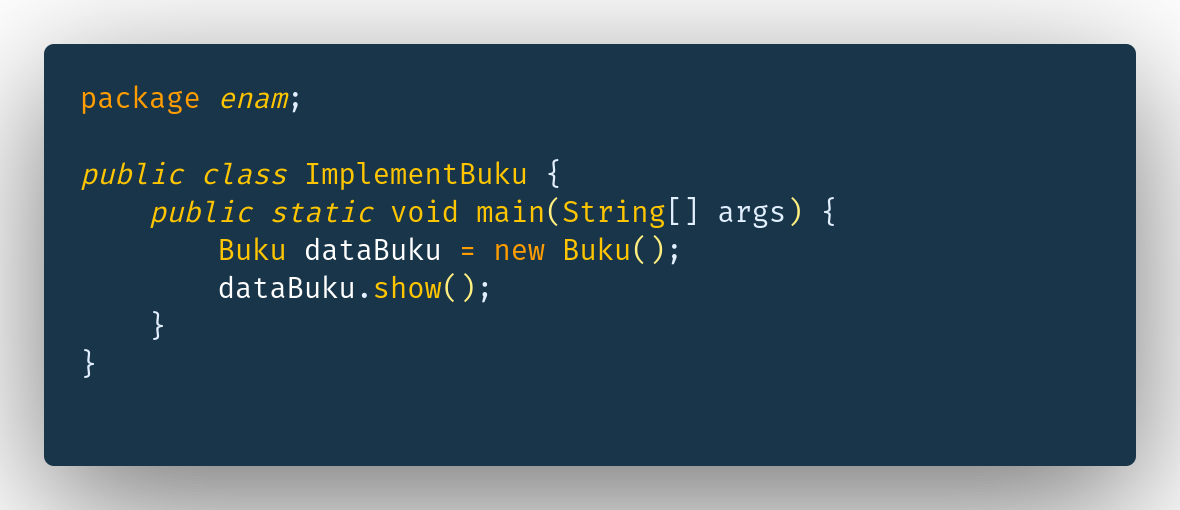 package enam;

public class ImplementBuku {
    public static void main(String[] args) {
        Buku dataBuku = new Buku();
        dataBuku.show();
    }
}